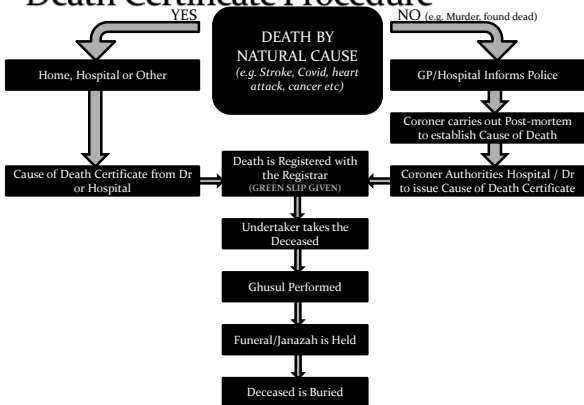 Death Certificate Procedure
YES
NO (e.g. Murder, found dead)
DEATH BY
NATURAL CAUSE
(e.g. Stroke, Covid, heart
attack, cancer etc)
Home, Hospital or Other
GP/Hospital Informs Police
Coroner carries out Post-mortem
to establish Cause of Death
Cause of Death Certificate from Dr
or Hospital
Death is Registered with
the Registrar
(GREEN SLIP GIVEN)
Coroner Authorities Hospital / Dr
to issue Cause of Death Certificate
Undertaker takes the
Deceased
Ghusul Performed
Funeral/Janazah is Held
Deceased is Buried